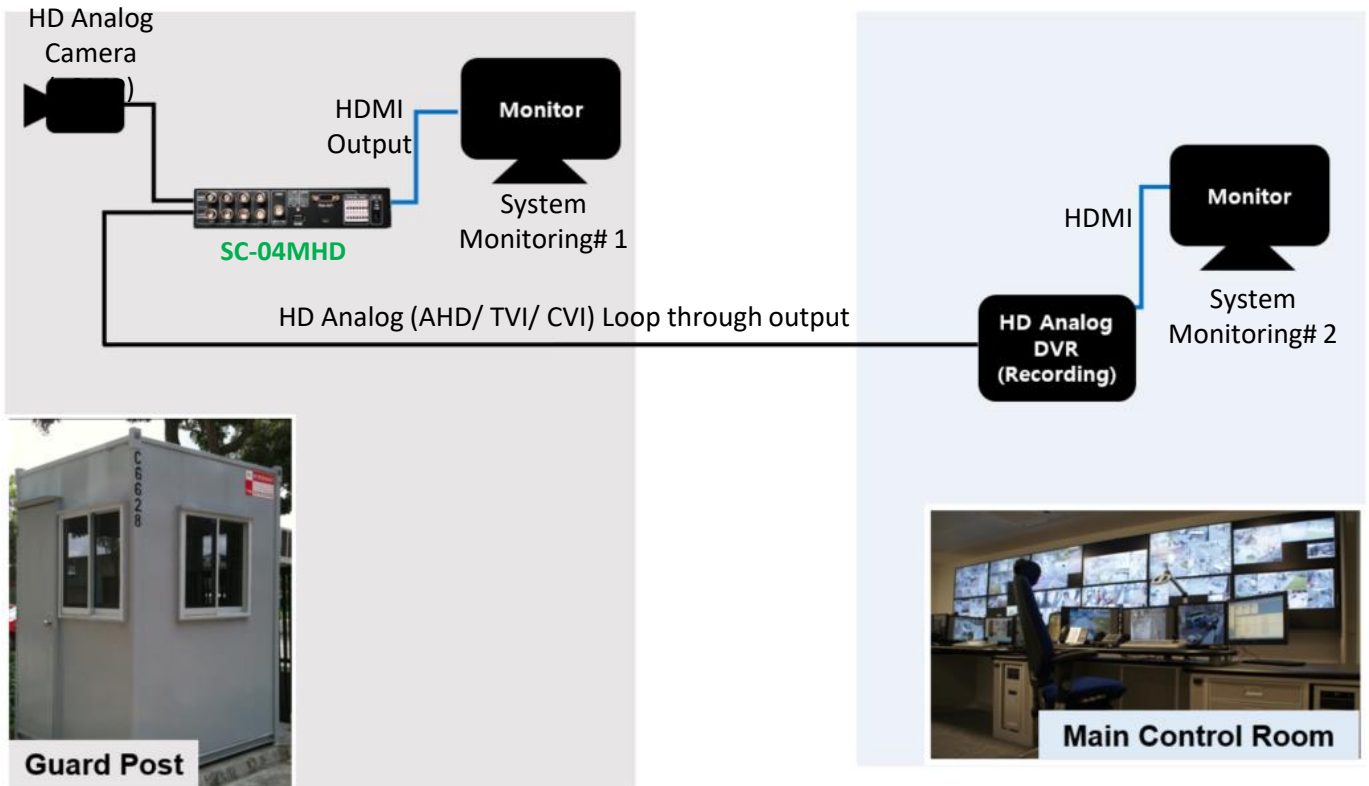 HD Analog
Camera
)
HDMI
Output
Monitor
System
Monitoring# 1
SC-04MHD
HD Analog (AHD/ TVI/ CVI) Loop through output
HD Analog
DVR
(Recording)
HDMI
Monitor
System
Monitoring# 2
C6628
Guard Post
Main Control Room